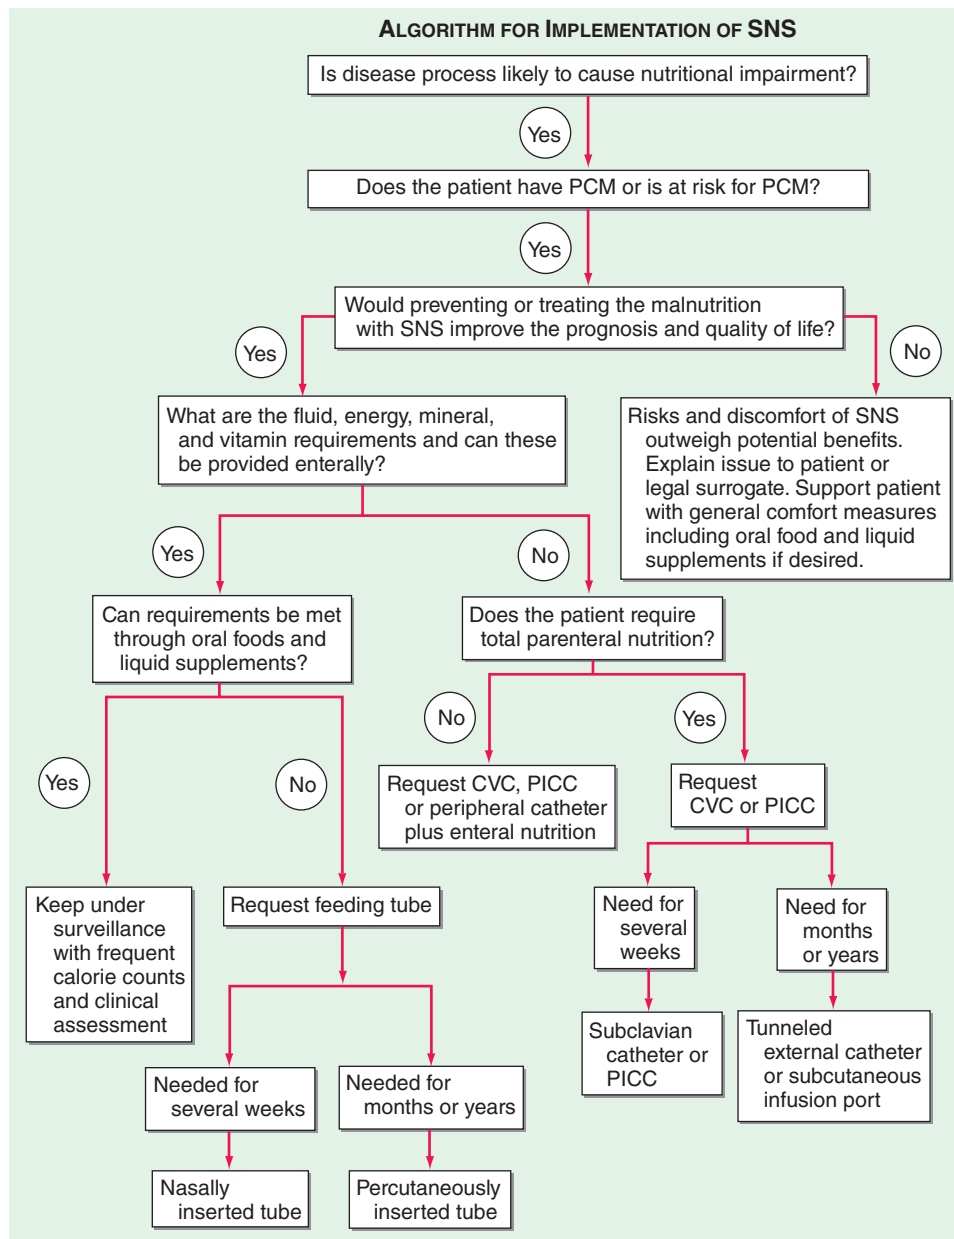 ALGORITHM FOR IMPLEMENTATION OF SNS
Is disease process likely to cause nutritional impairment?
Yes
Does the patient have PCM or is at risk for PCM?
Yes
Would preventing or treating the malnutrition
with SNS improve the prognosis and quality of life?
Yes
No
What are the fluid, energy, mineral,
and vitamin requirements and can these
be provided enterally?
Risks and discomfort of SNS
outweigh potential benefits.
Explain issue to patient or
legal surrogate. Support patient
with general comfort measures
including oral food and liquid
supplements if desired.
Yes
No
Can requirements be met
through oral foods and
liquid supplements?
Does the patient require
total parenteral nutrition?
No
Yes
Yes
No
Request CVC, PICC
or peripheral catheter
plus enteral nutrition
Request
CVC or PICC
Keep under
surveillance
with frequent
calorie counts
and clinical
assessment
Request feeding tube
Need for
several
weeks
Need for
months
or years
Subclavian
catheter or
PICC
Tunneled
external catheter
or subcutaneous
infusion port
Needed for
several weeks
Needed for
months or years
Nasally
inserted tube
Percutaneously
inserted tube